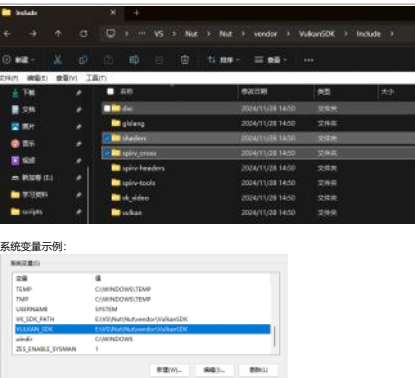 Include
VS > Nut > Nut > vendor > VulkanSDK > Include
新建
排序
查看
文件(F) 编辑(E) 查看(V) 工具(T)
名称 修改日期 类型 大小
下载
文档
图片
音乐
视频
新加卷 (E:)
学习资料
scripts
dxc 2024/11/28 14:50 文件夹
glslang 2024/11/28 14:50 文件夹
shaderc 2024/11/28 14:50 文件夹
spirv_cross 2024/11/28 14:50 文件夹
spirv-headers 2024/11/28 14:50 文件夹
spirv-tools 2024/11/28 14:50 文件夹
vk_video 2024/11/28 14:50 文件夹
vulkan 2024/11/28 14:50 文件夹
系统变量示例:
系统变量(S)
变量 值
TEMP C:\WINDOWS\TEMP
TMP C:\WINDOWS\TEMP
USERNAME SYSTEM
VK_SDK_PATH E:\VS\Nut\Nut\vendor\VulkanSDK
VULKAN_SDK E:\VS\Nut\Nut\vendor\VulkanSDK
windir C:\WINDOWS
ZES_ENABLE_SYSMAN 1
新建(W)... 编辑(I)... 删除(L)